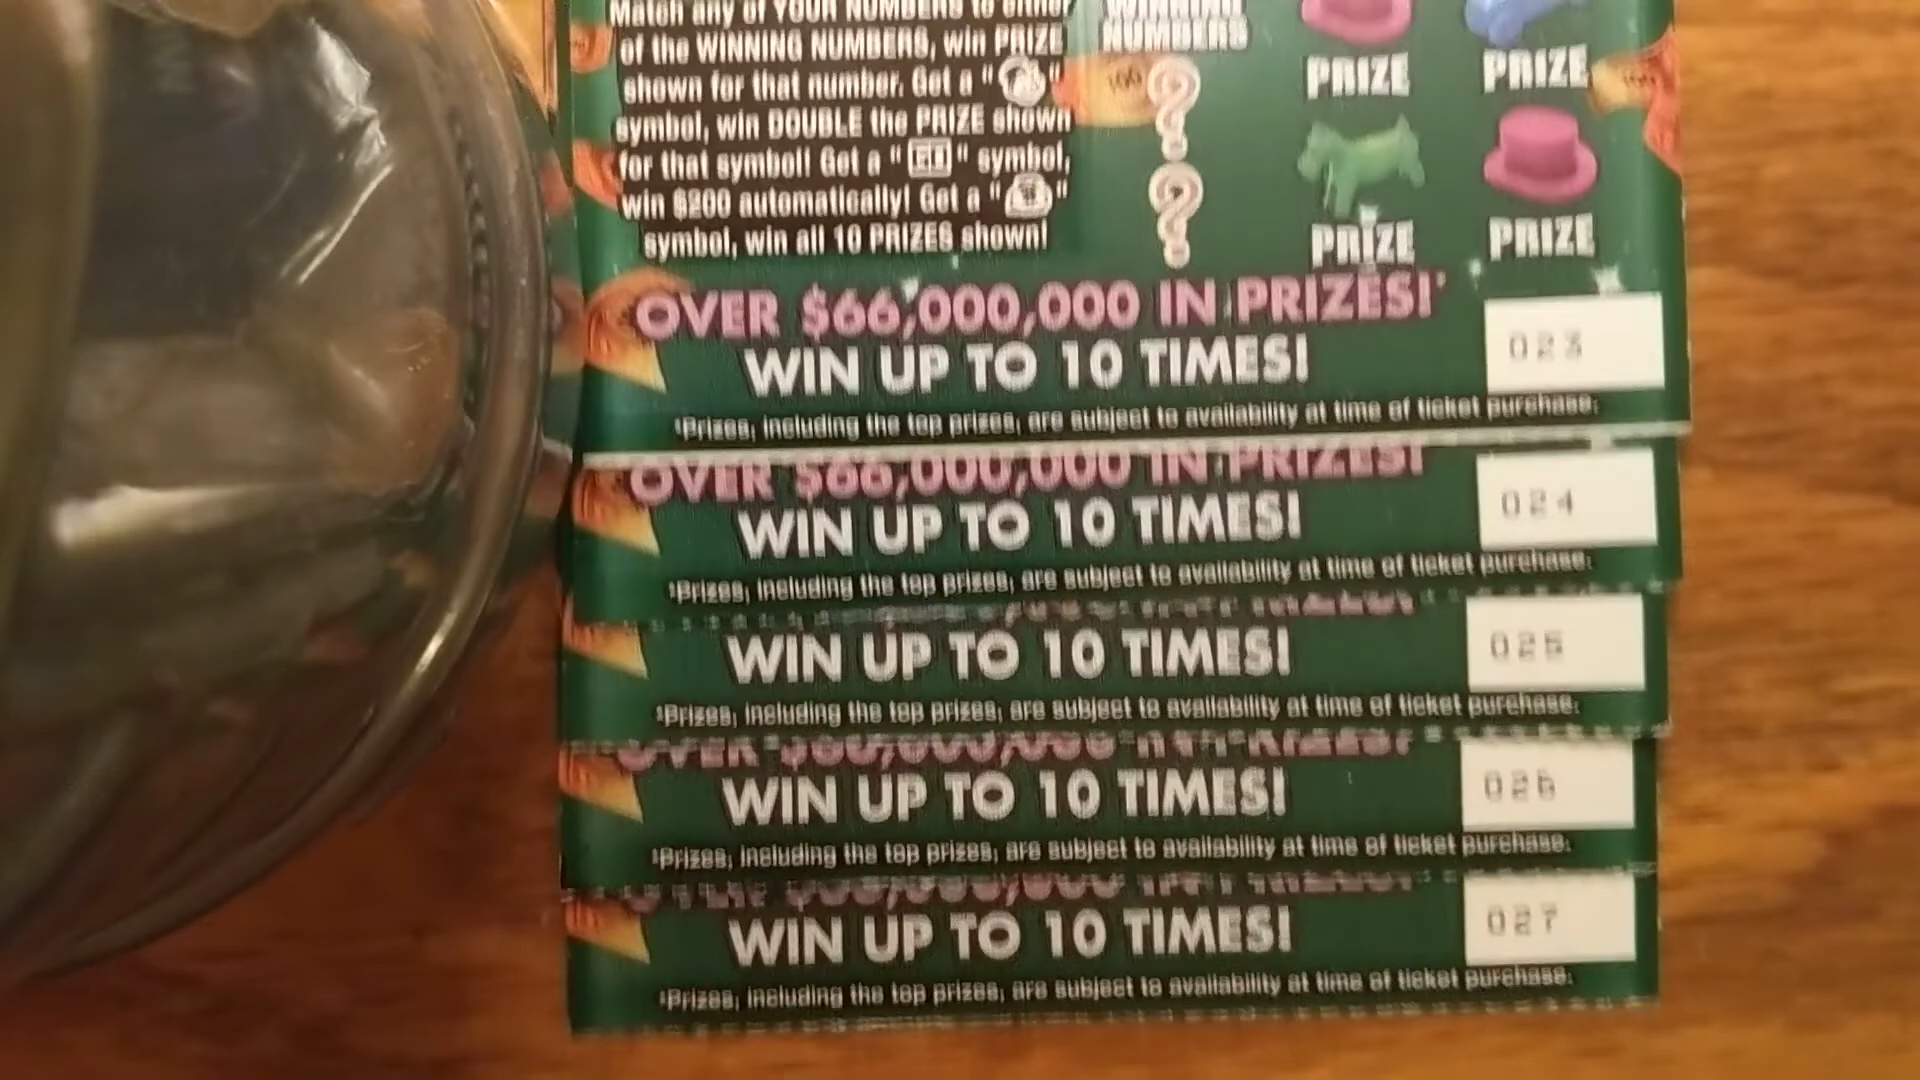 Match any of YOUR NUMBERS to either
of the WINNING NUMBERS, win PRIZE
shown for that number. Get a " "
symbol, win DOUBLE the PRIZE shown
for that symbol! Get a " " symbol,
win $200 automatically! Get a " "
symbol, win all 10 PRIZES shown!
WINNING
NUMBERS
PRIZE
PRIZE
PRIZE
PRIZE
OVER $66,000,000 IN PRIZES!
WIN UP TO 10 TIMES!
023
Prizes, including the top prizes, are subject to availability at time of ticket purchase.
OVER $66,000,000 IN PRIZES!
WIN UP TO 10 TIMES!
024
Prizes, including the top prizes, are subject to availability at time of ticket purchase.
WIN UP TO 10 TIMES!
025
Prizes, including the top prizes, are subject to availability at time of ticket purchase.
OVER $66,000,000 IN PRIZES!
WIN UP TO 10 TIMES!
026
Prizes, including the top prizes, are subject to availability at time of ticket purchase.
WIN UP TO 10 TIMES!
027
Prizes, including the top prizes, are subject to availability at time of ticket purchase.